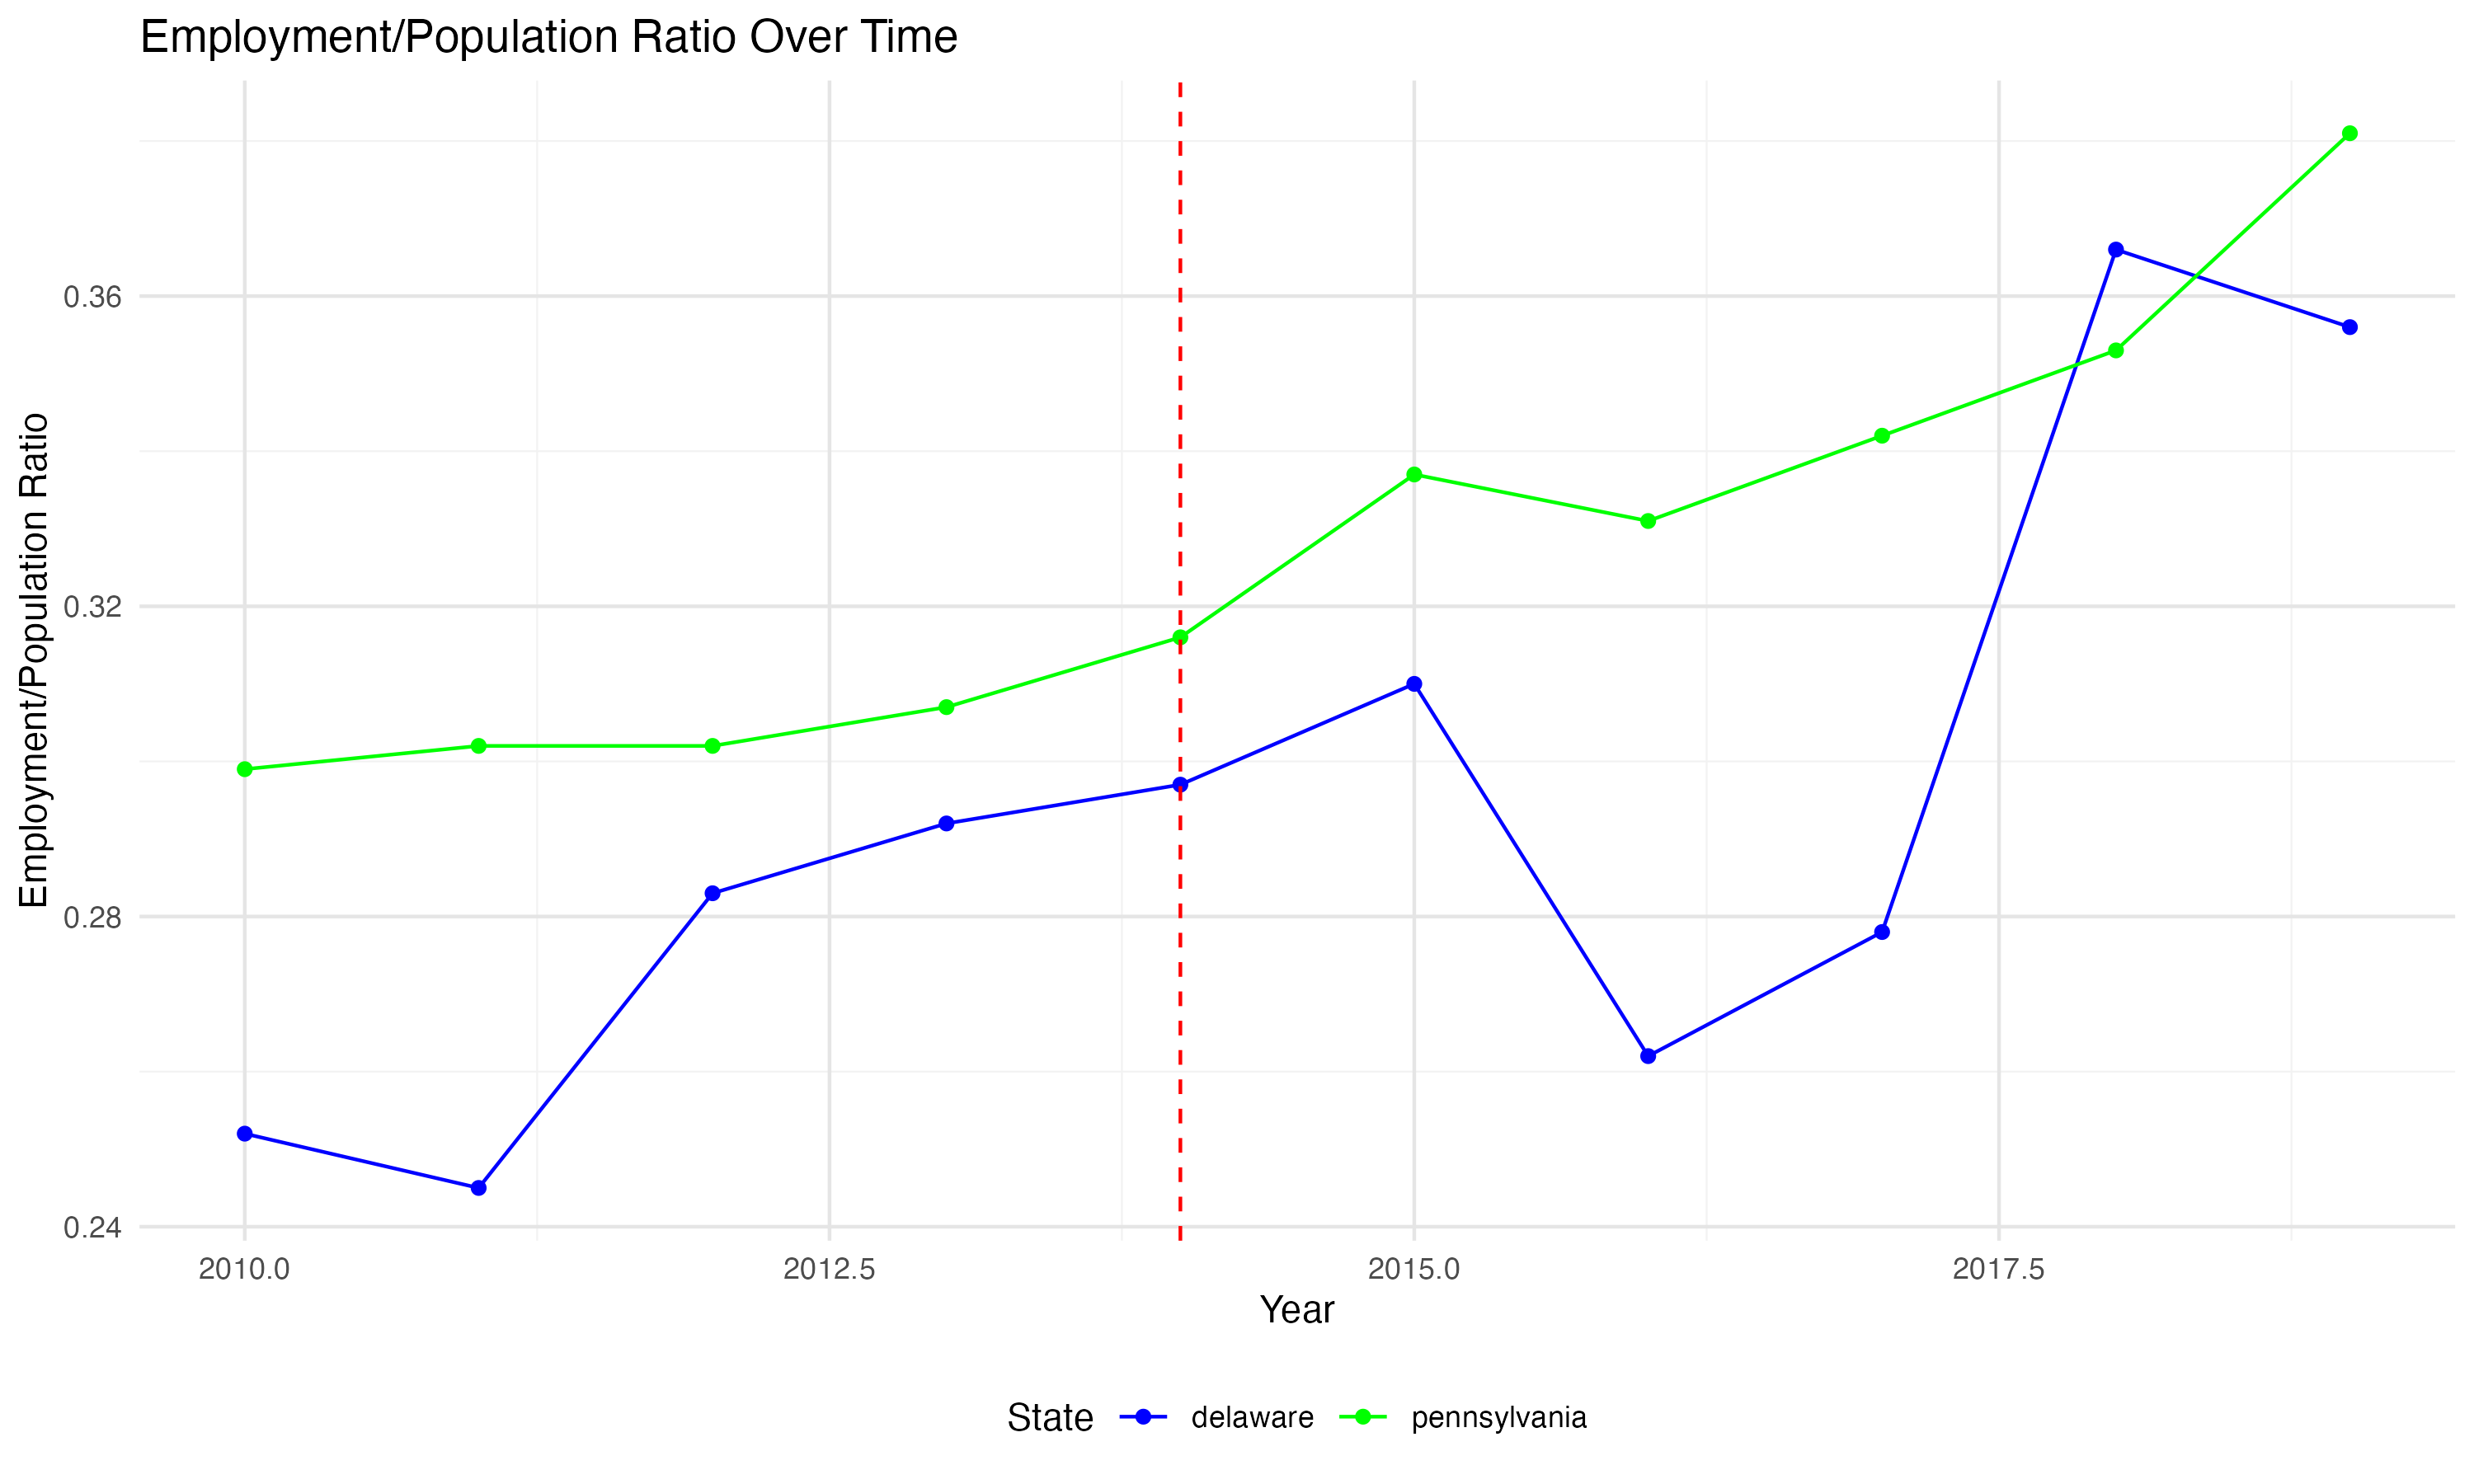 Employment/Population Ratio Over Time
Employment/Population Ratio
0.36
0.32
0.28
0.24
2010.0 2012.5 2015.0 2017.5
Year
State delaware pennsylvania